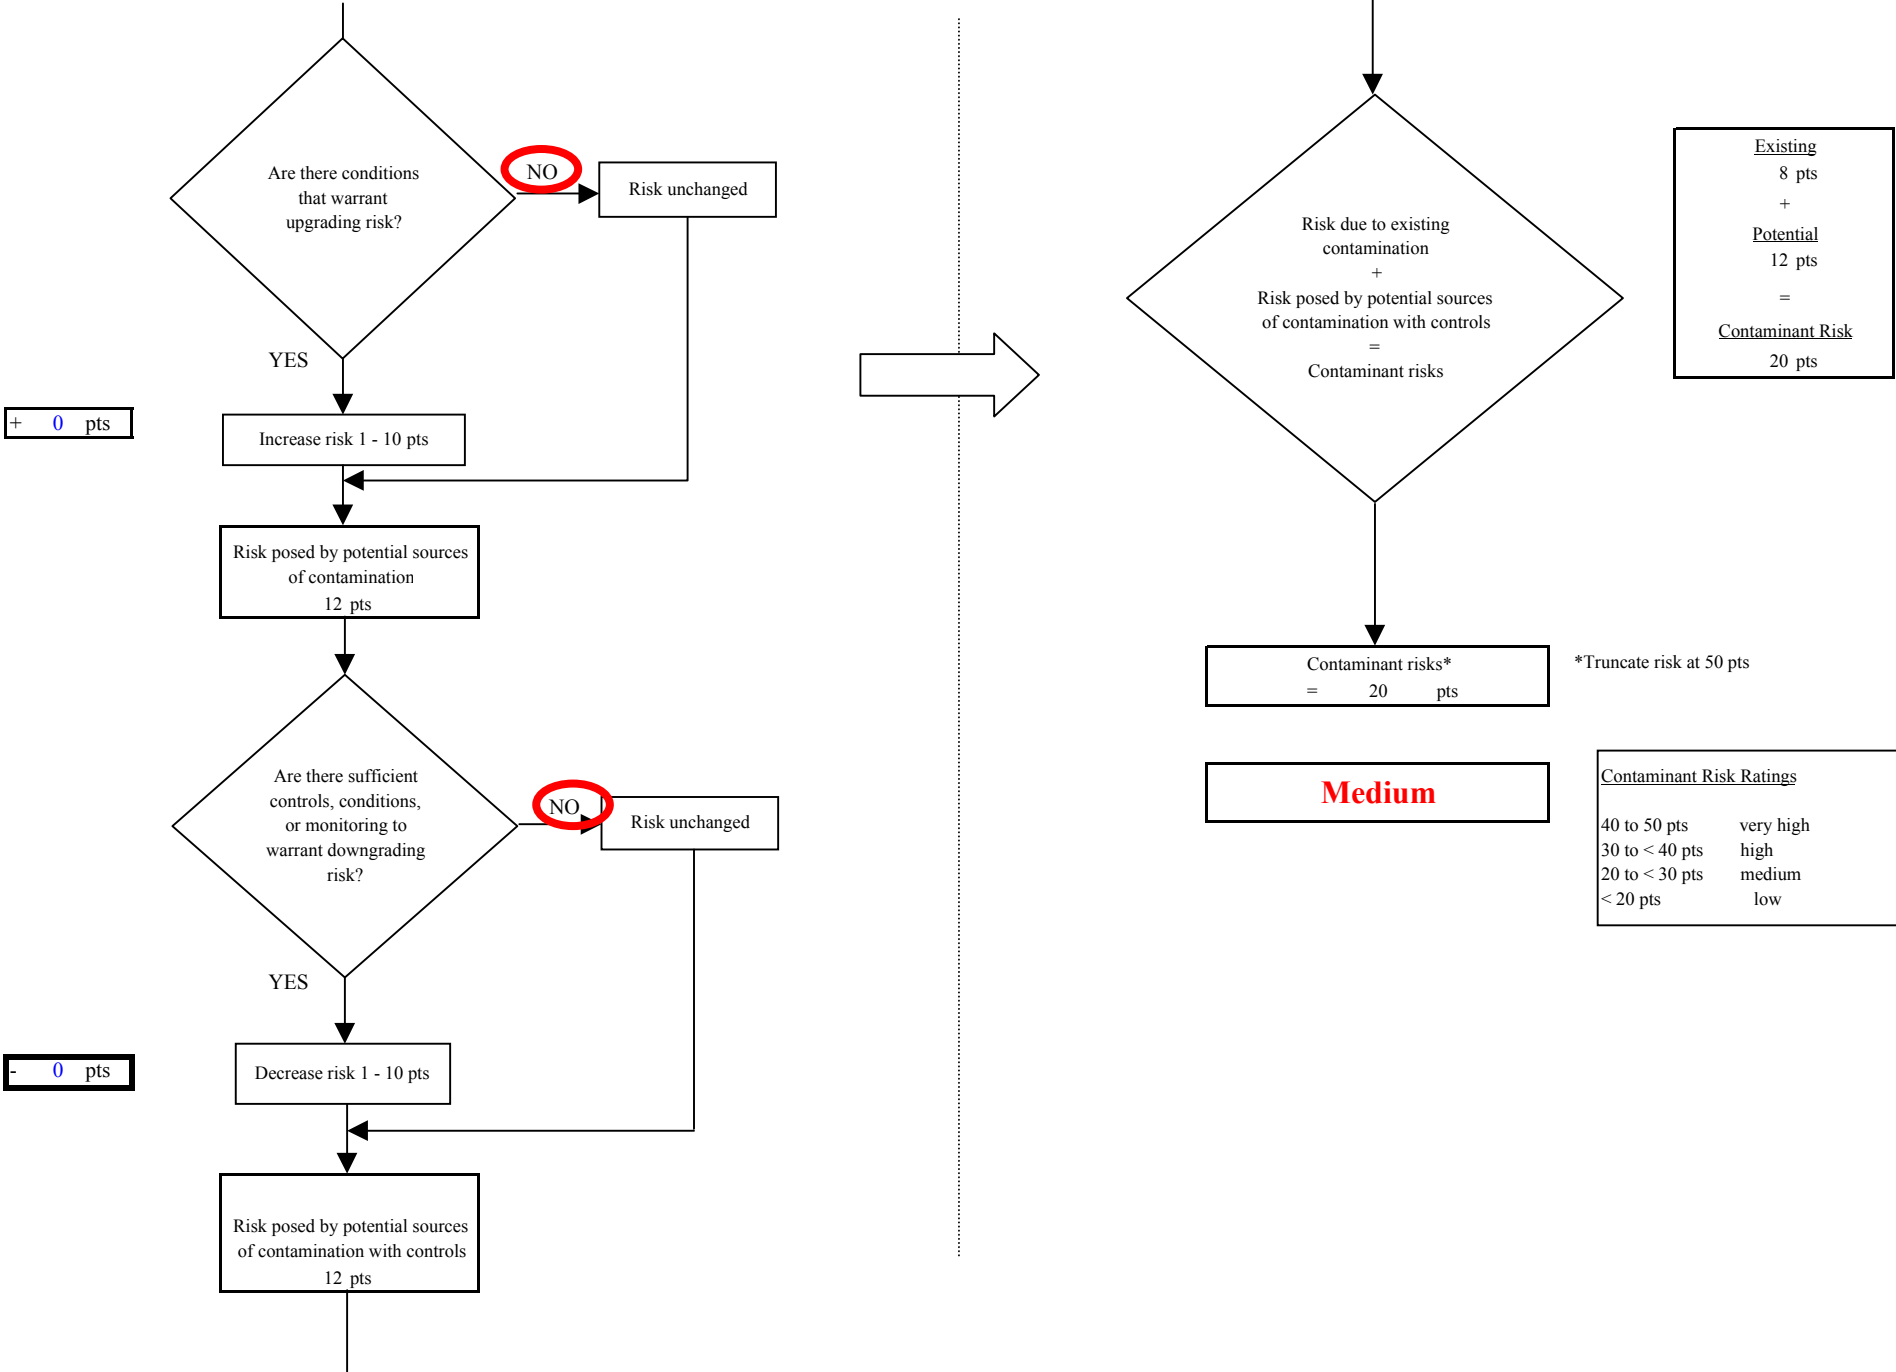 Are there conditions
that warrant
upgrading risk?
NO
Risk unchanged
YES
+ 0 pts
Increase risk 1 - 10 pts
Risk posed by potential sources
of contamination
12 pts
Are there sufficient
controls, conditions,
or monitoring to
warrant downgrading
risk?
NO
Risk unchanged
YES
- 0 pts
Decrease risk 1 - 10 pts
Risk posed by potential sources
of contamination with controls
12 pts
Risk due to existing
contamination
+
Risk posed by potential sources
of contamination with controls
=
Contaminant risks
Existing
8 pts
+
Potential
12 pts
=
Contaminant Risk
20 pts
Contaminant risks*
= 20 pts
*Truncate risk at 50 pts
Medium
Contaminant Risk Ratings
40 to 50 pts very high
30 to < 40 pts high
20 to < 30 pts medium
< 20 pts low